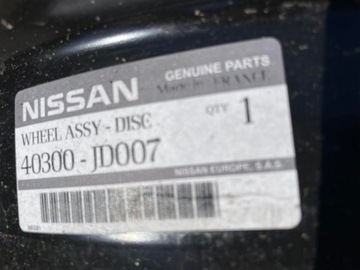 NISSAN
GENUINE PARTS
Made in FRANCE
WHEEL ASSY - DISC
QTY 1
40300 - JD007
NISSAN EUROPE, S.A.S.